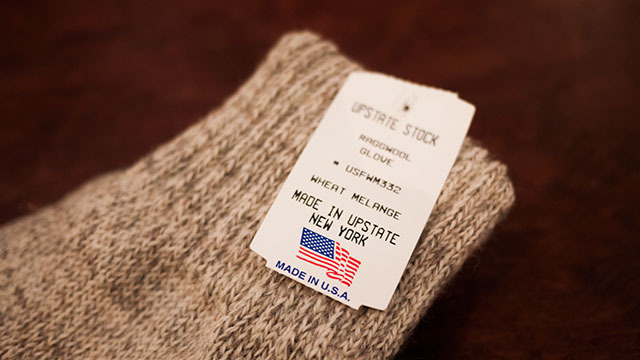 UPSTATE STOCK
RAGGWOOL
GLOVE
# USFWM332
WHEAT MELANGE
MADE IN UPSTATE
NEW YORK
MADE IN U.S.A.